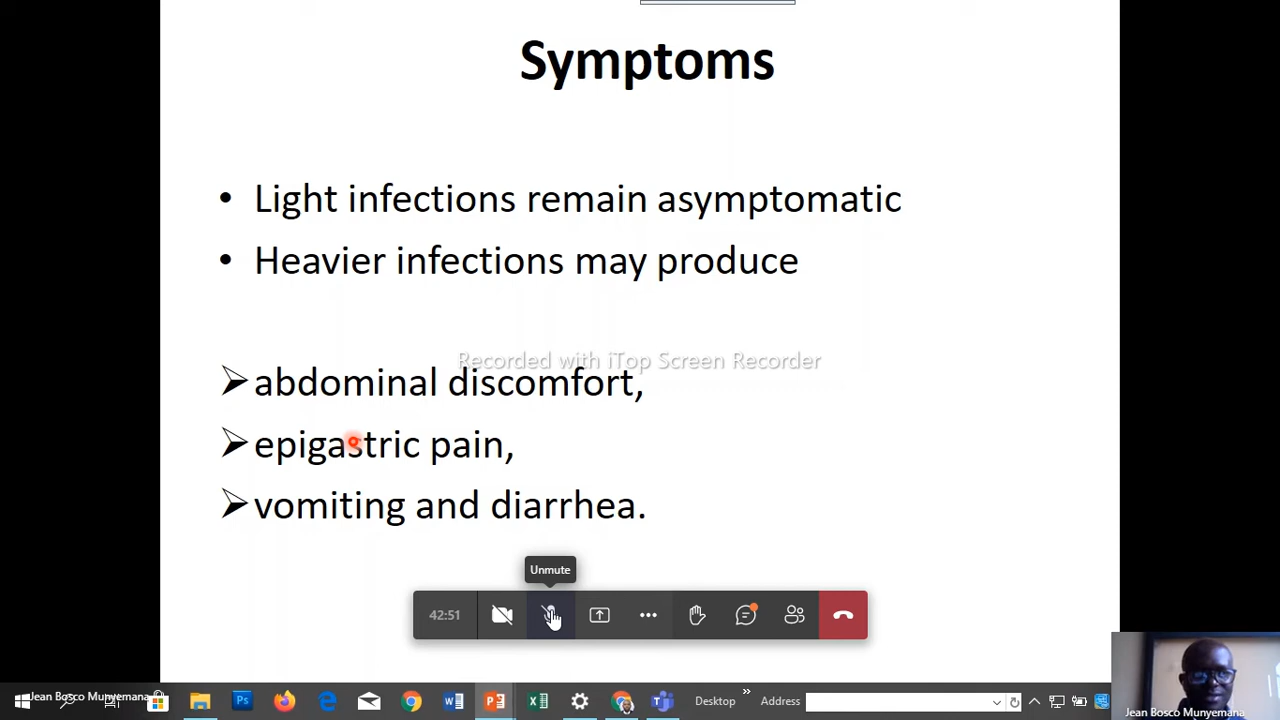 Symptoms
• Light infections remain asymptomatic
• Heavier infections may produce
Recorded with iTop Screen Recorder
➢ abdominal discomfort,
➢ epigastric pain,
➢ vomiting and diarrhea.
Unmute
42:51
Jean Bosco Munyemana
Ps
Desktop
»
Address
Jean Bosco Munyemana